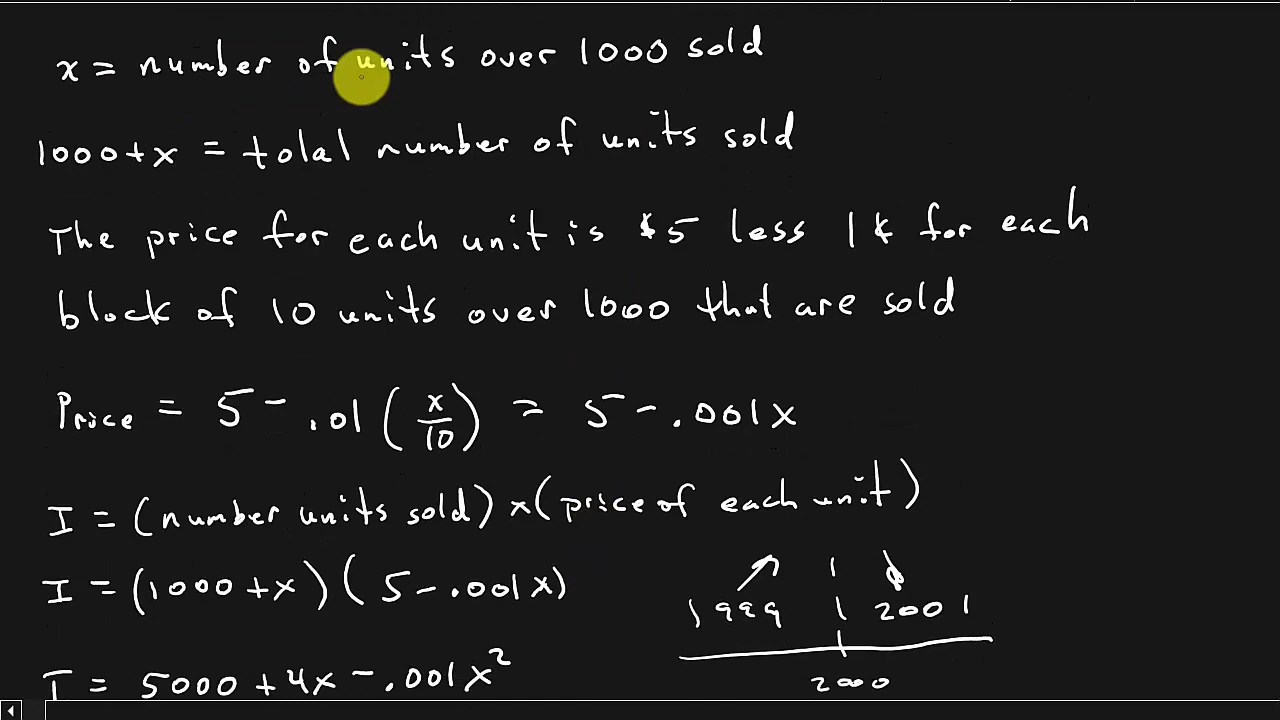 x = number of units over 1000 sold
1000+x = total number of units sold
The price for each unit is $5 less 1¢ for each
block of 10 units over 1000 that are sold
Price = 5 - .01 (x/10) = 5 - .001x
I = (number units sold) x (price of each unit)
I = (1000 + x) (5 - .001x)
1999 2001
2000
I = 5000 + 4x - .001x²